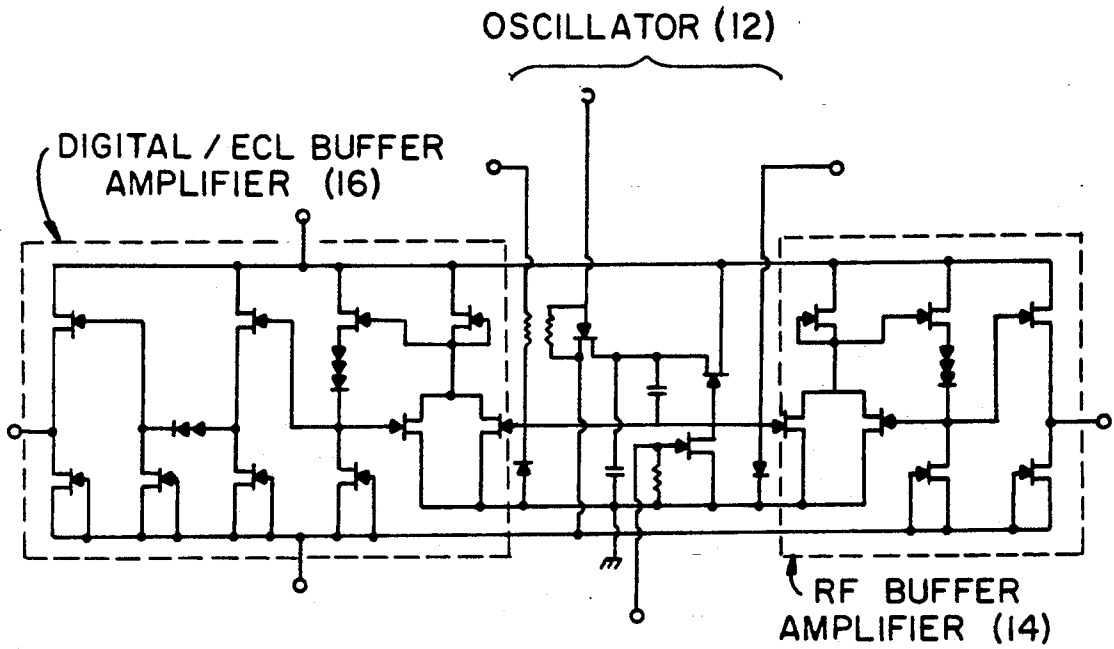 OSCILLATOR (12)
DIGITAL / ECL BUFFER
AMPLIFIER (16)
RF BUFFER
AMPLIFIER (14)